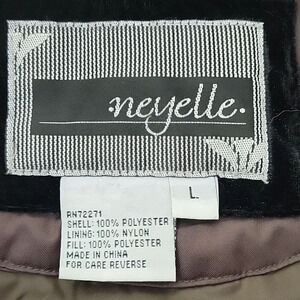 ·neyelle·
L
RN72271
SHELL: 100% POLYESTER
LINING: 100% NYLON
FILL: 100% POLYESTER
MADE IN CHINA
FOR CARE REVERSE